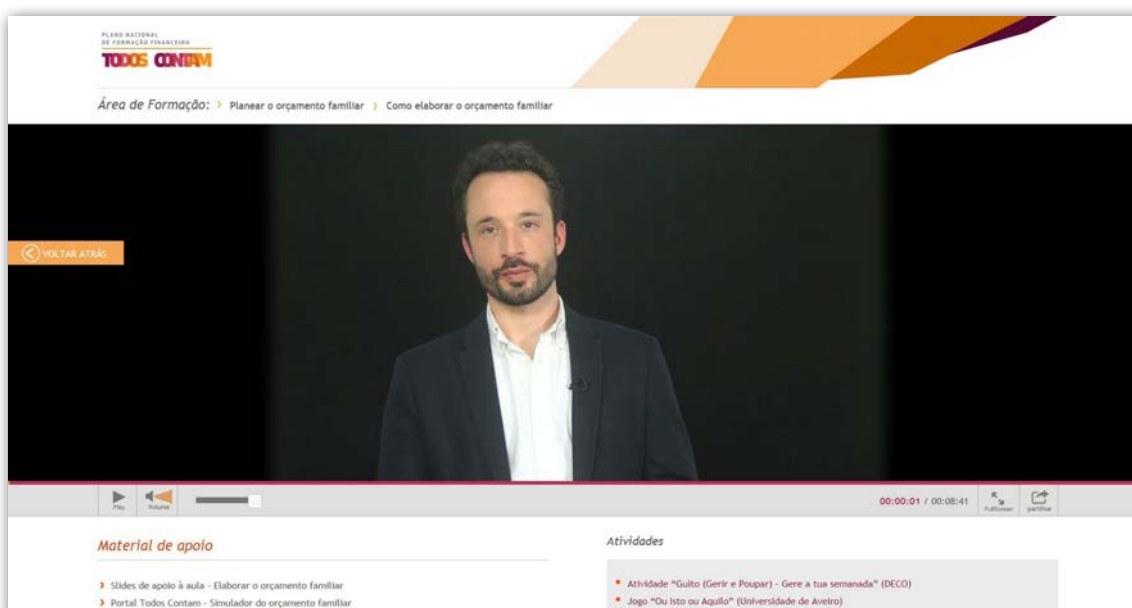 PLANO NACIONAL
DE FORMAÇÃO FINANCEIRA
TODOS CONTAM
Área de Formação: › Planear o orçamento familiar › Como elaborar o orçamento familiar
VOLTAR ATRÁS
Play
Volume
00:00:01 / 00:08:41
FullScreen
partilhar
Material de apoio
Slides de apoio à aula - Elaborar o orçamento familiar
Portal Todos Contam - Simulador do orçamento familiar
Atividades
Atividade "Guito (Gerir e Poupar) - Gere a tua semanada" (DECO)
Jogo "Ou Isto ou Aquilo" (Universidade de Aveiro)